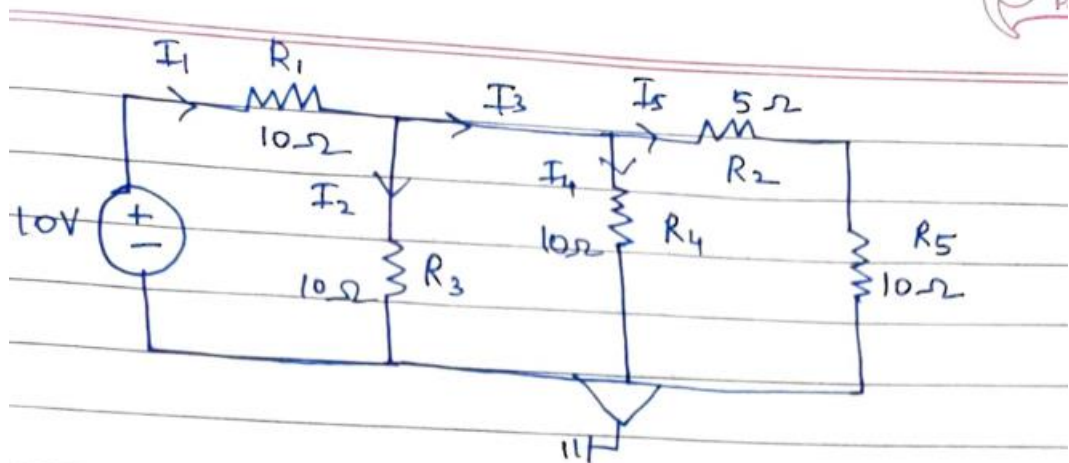 I₁ R₁ I₃ I₅ 5Ω
10Ω R₂
I₂ I₄
10V + −
10Ω R₃ 10Ω R₄ R₅ 10Ω